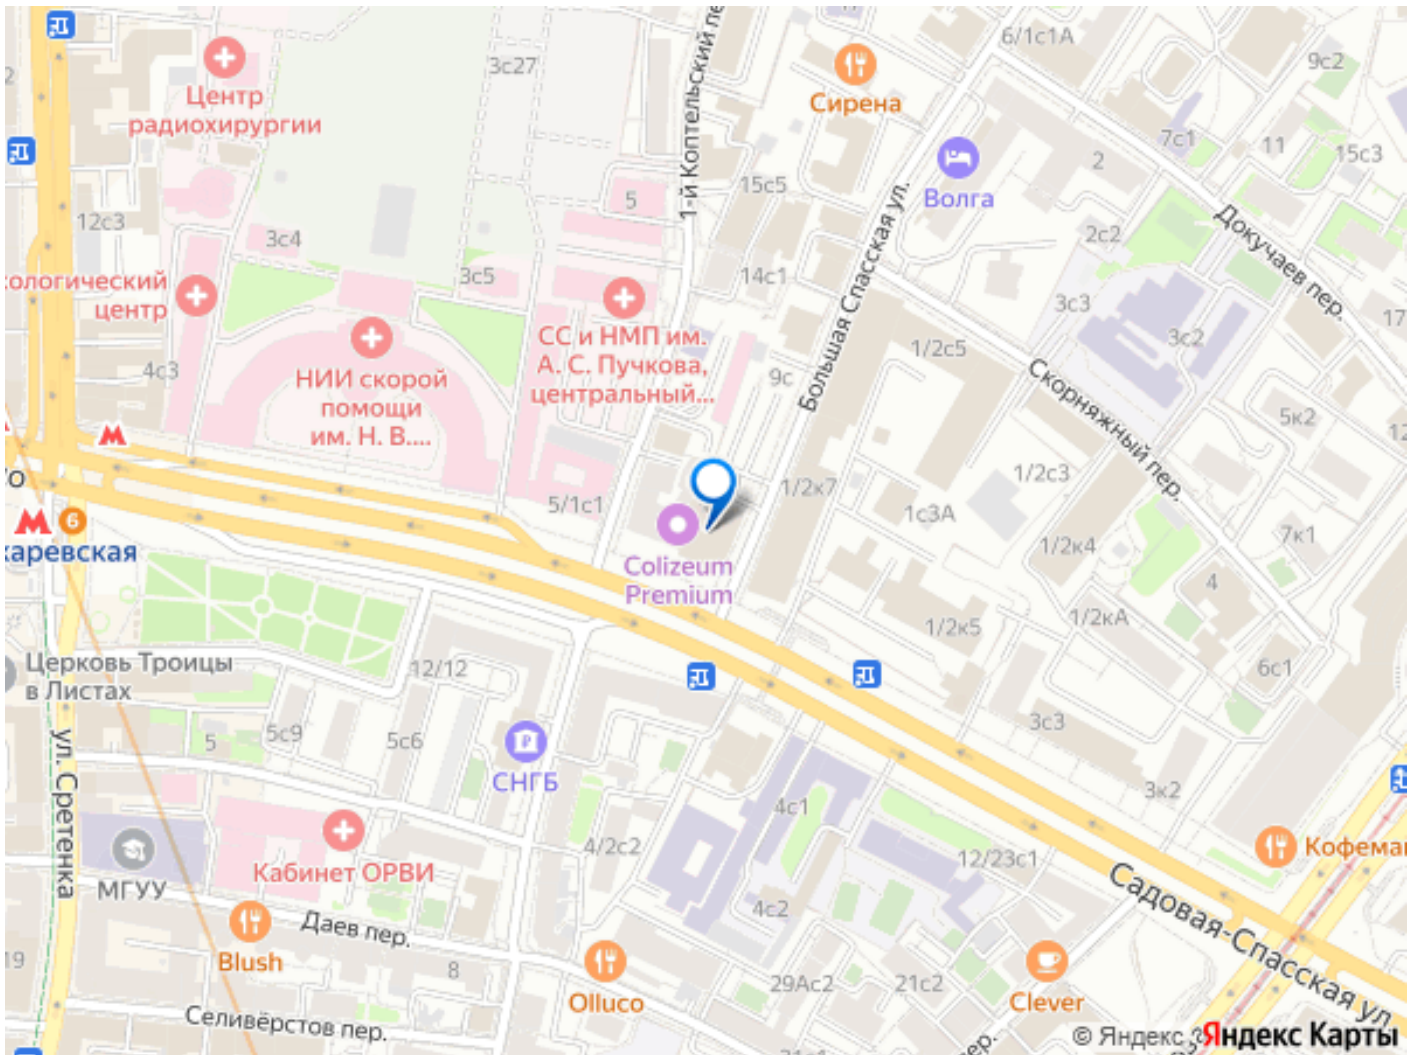 3с27
6/1с1А
9с2
Сирена
Центр
радиохирургии
1-й Коптельский пе
7с1
11
15с3
2
Волга
15с5
5
12с3
3с4
Большая Спасская ул.
2с2
Докучаев пер.
3с5
14с1
ологический
центр
СС и НМП им.
А. С. Пучкова,
центральный...
3с3
3с2
17
1/2с5
4с3
НИИ скорой
помощи
им. Н. В....
9с
Скорняжный пер.
5к2
12
1/2с3
1/2к7
5/1с1
1с3А
1/2к4
7к1
о
6
каревская
Colizeum
Premium
4
1/2к5
1/2кА
Церковь Троицы
в Листах
12/12
6с1
3с3
5
5с9
5с6
СНГБ
ул. Сретенка
3к2
4с1
4/2с2
Кабинет ОРВИ
МГУУ
12/23с1
Кофема
Садовая-Спасская ул.
4с2
Даев пер.
Blush
8
19
Olluco
29Ас2
21с2
Clever
Селивёрстов пер.
пер.
© Яндекс
Яндекс Карты